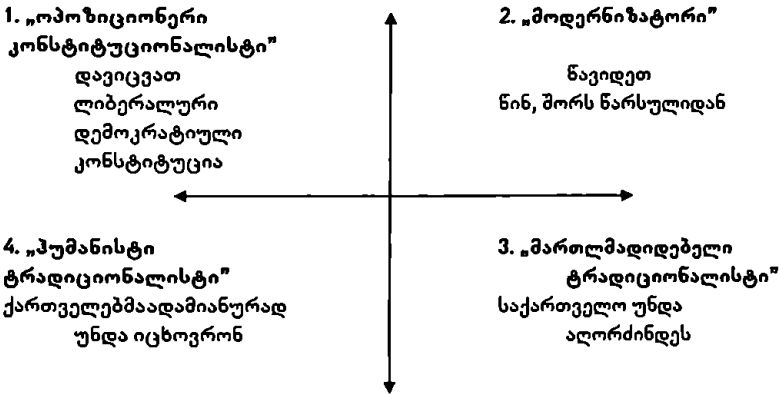 1. „ოპოზიციონერი
კონსტიტუციონალისტი”
დავიცვათ
ლიბერალური
დემოკრატიული
კონსტიტუცია
2. „მოდერნიზატორი”
წავიდეთ
წინ, შორს წარსულიდან
4. „ჰუმანისტი
ტრადიციონალისტი”
ქართველებმაადამიანურად
უნდა იცხოვრონ
3. „მართლმადიდებელი
ტრადიციონალისტი”
საქართველო უნდა
აღორძინდეს